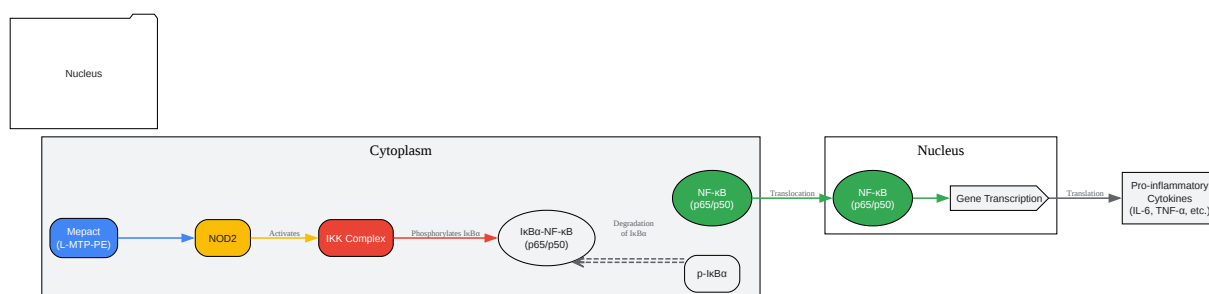 Nucleus
Cytoplasm
Nucleus
Mepact
(L-MTP-PE)
NOD2
Activates
IKK Complex
Phosphorylates IκBα
IκBα-NF-κB
(p65/p50)
Degradation
of IκBα
p-IκBα
NF-κB
(p65/p50)
Translocation
NF-κB
(p65/p50)
Gene Transcription
Translation
Pro-inflammatory
Cytokines
(IL-6, TNF-α, etc.)